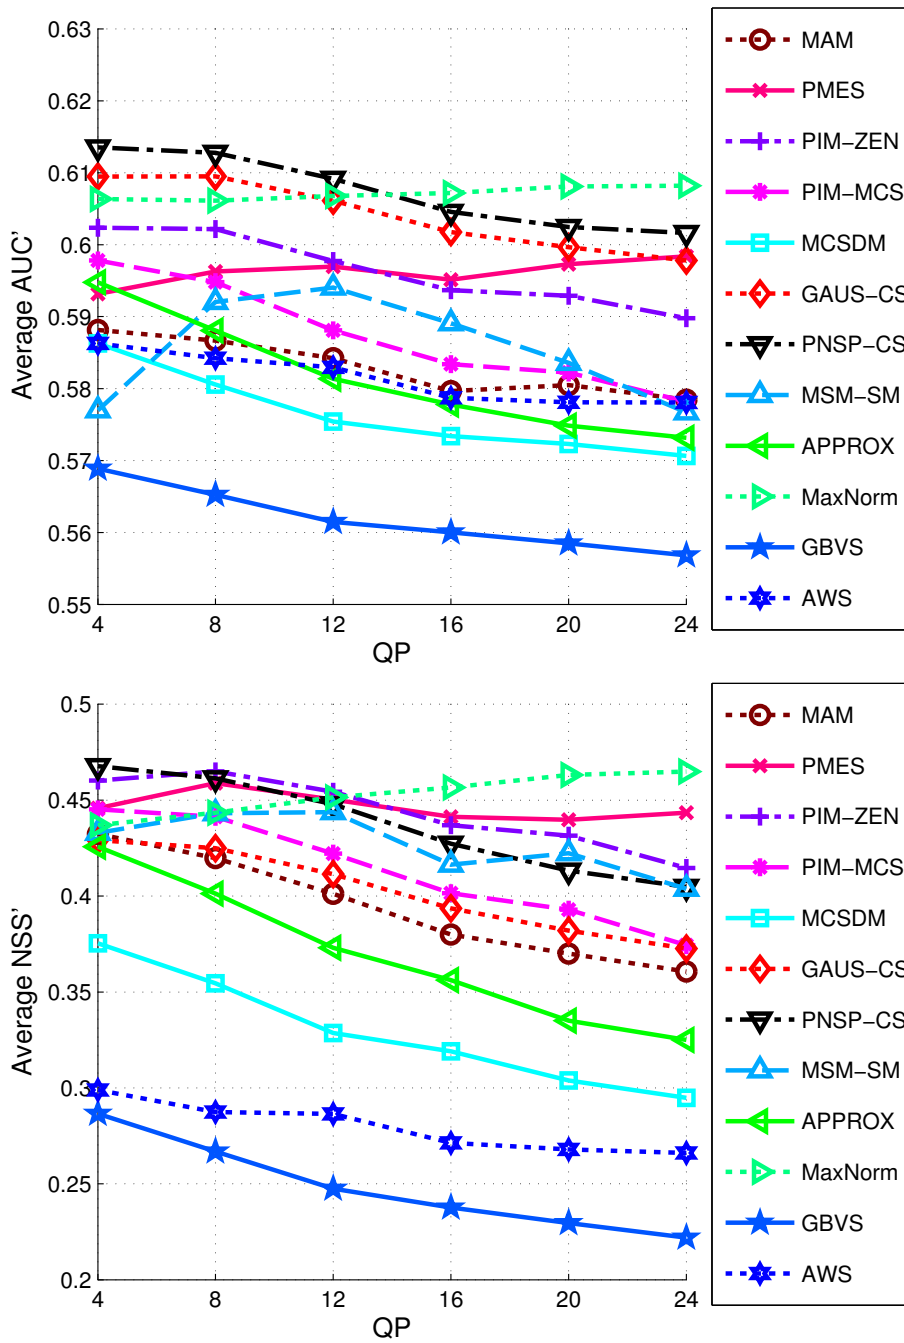 0.63
0.62
0.61
0.6
0.59
0.58
0.57
0.56
0.55
Average AUC’
4
8
12
16
20
24
QP
MAM
PMES
PIM−ZEN
PIM−MCS
MCSDM
GAUS−CS
PNSP−CS
MSM−SM
APPROX
MaxNorm
GBVS
AWS
0.5
0.45
0.4
0.35
0.3
0.25
0.2
Average NSS’
4
8
12
16
20
24
QP
MAM
PMES
PIM−ZEN
PIM−MCS
MCSDM
GAUS−CS
PNSP−CS
MSM−SM
APPROX
MaxNorm
GBVS
AWS